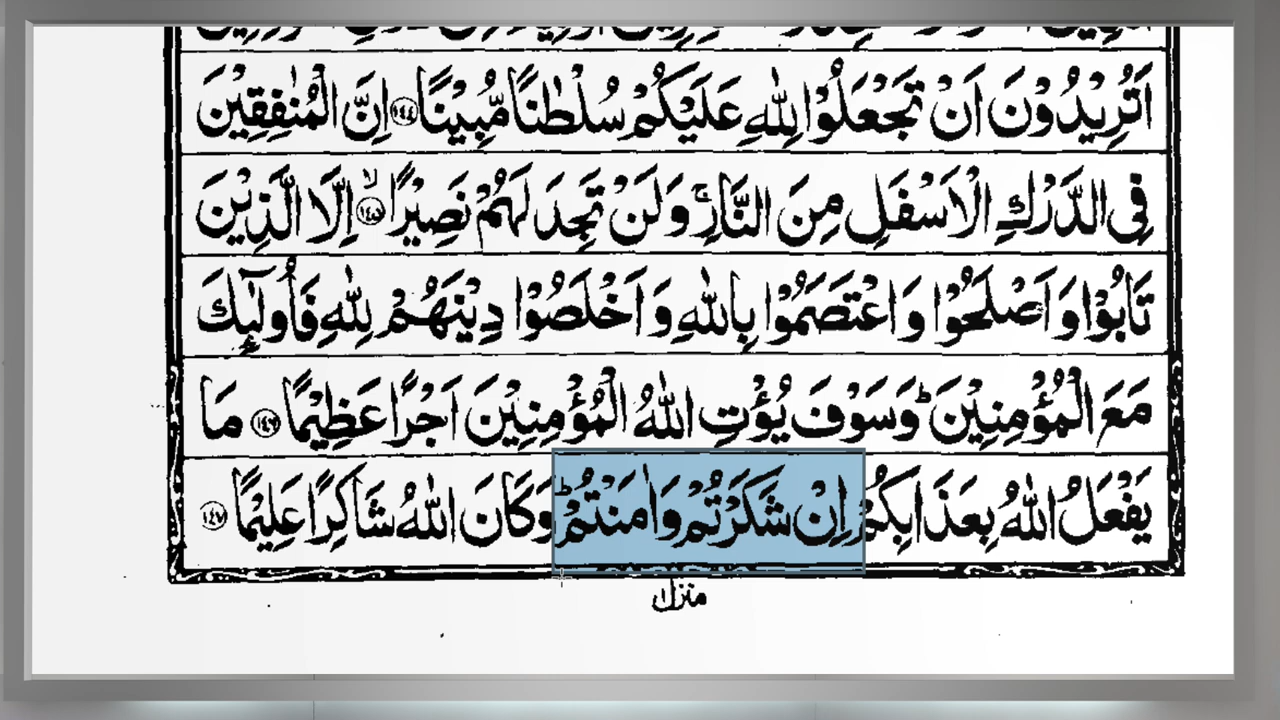 اَتُرِيْدُوْنَ اَنْ تَجْعَلُوْا لِلّٰهِ عَلَيْكُمْ سُلْطٰنًا مُّبِيْنًا ﴿۱۴۴﴾ اِنَّ الْمُنٰفِقِيْنَ
فِى الدَّرْكِ الْاَسْفَلِ مِنَ النَّارِ ۚ وَلَنْ تَجِدَ لَهُمْ نَصِيْرًا ۙ﴿۱۴۵﴾ اِلَّا الَّذِيْنَ
تَابُوْا وَاَصْلَحُوْا وَاعْتَصَمُوْا بِاللّٰهِ وَاَخْلَصُوْا دِيْنَهُمْ لِلّٰهِ فَاُولٰٓئِكَ
مَعَ الْمُؤْمِنِيْنَ ؕ وَسَوْفَ يُؤْتِ اللّٰهُ الْمُؤْمِنِيْنَ اَجْرًا عَظِيْمًا ﴿۱۴۶﴾ مَا
يَفْعَلُ اللّٰهُ بِعَذَابِكُمْ اِنْ شَكَرْتُمْ وَاٰمَنْتُمْ ؕ وَكَانَ اللّٰهُ شَاكِرًا عَلِيْمًا ﴿۱۴۷﴾
منزل